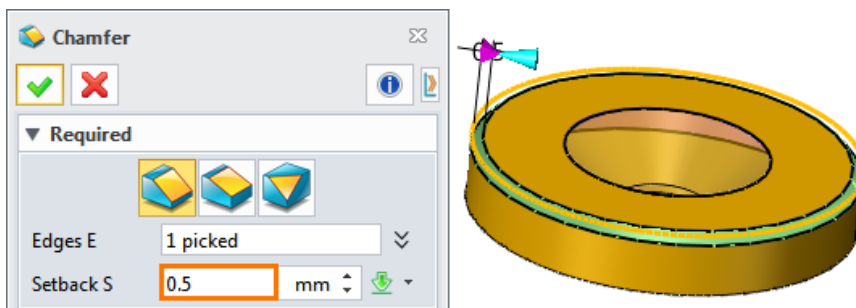 Chamfer
Required
Edges E
1 picked
Setback S
0.5
mm